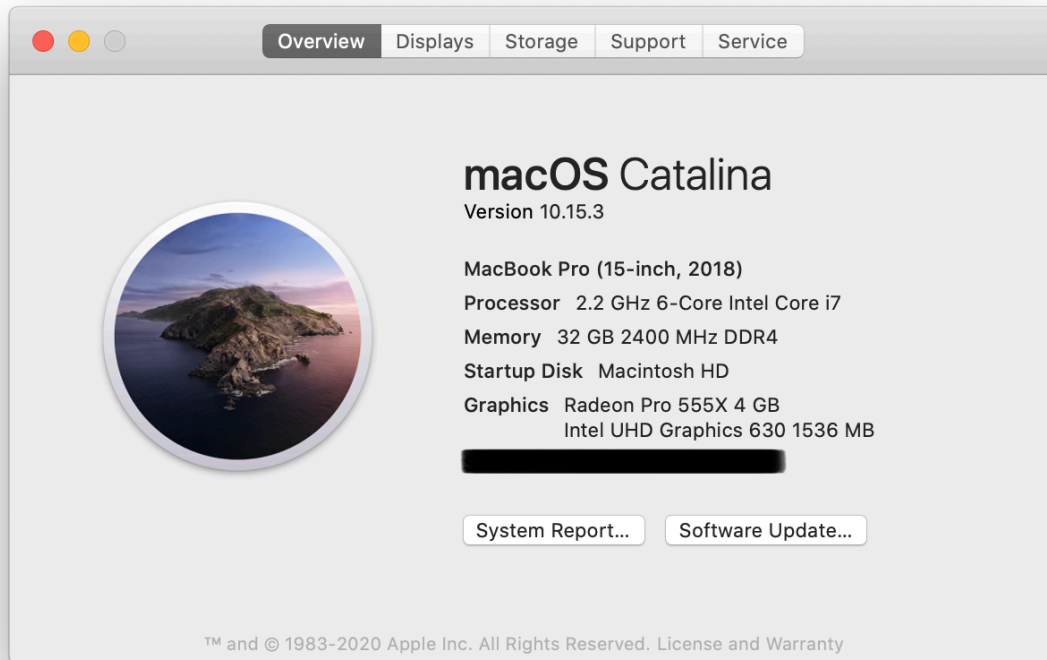 Overview Displays Storage Support Service
macOS Catalina
Version 10.15.3
MacBook Pro (15-inch, 2018)
Processor 2.2 GHz 6-Core Intel Core i7
Memory 32 GB 2400 MHz DDR4
Startup Disk Macintosh HD
Graphics Radeon Pro 555X 4 GB
Intel UHD Graphics 630 1536 MB
System Report... Software Update...
™ and © 1983-2020 Apple Inc. All Rights Reserved. License and Warranty